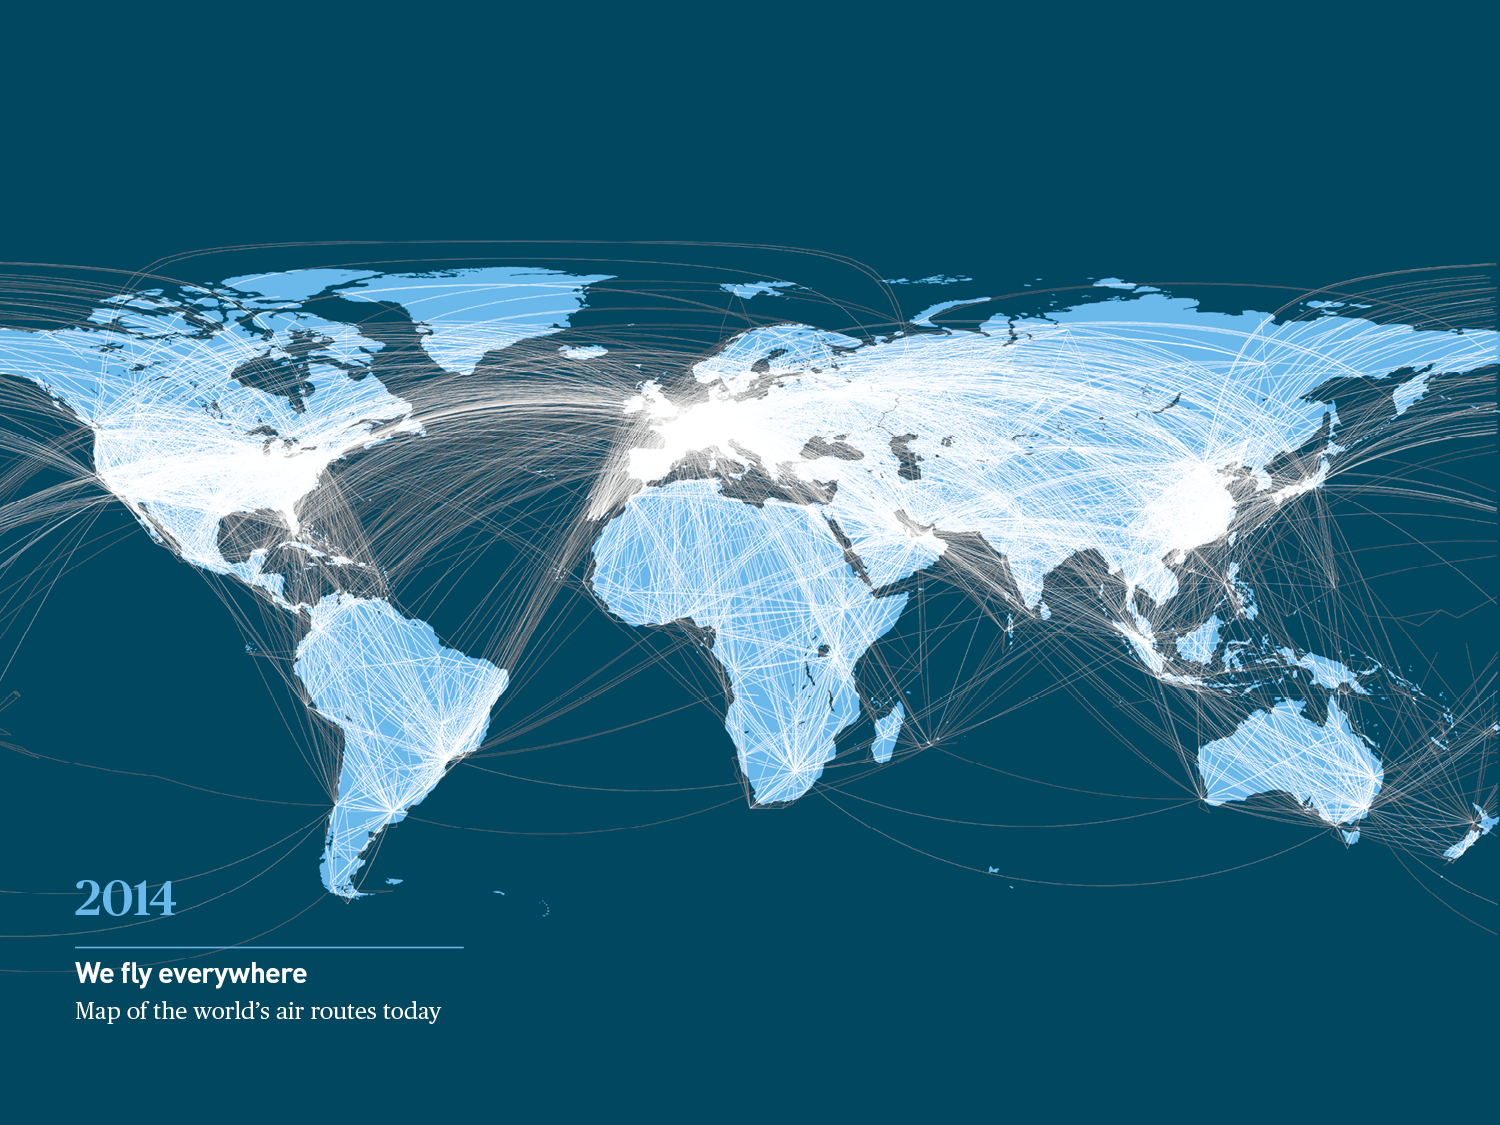 2014
We fly everywhere
Map of the world’s air routes today